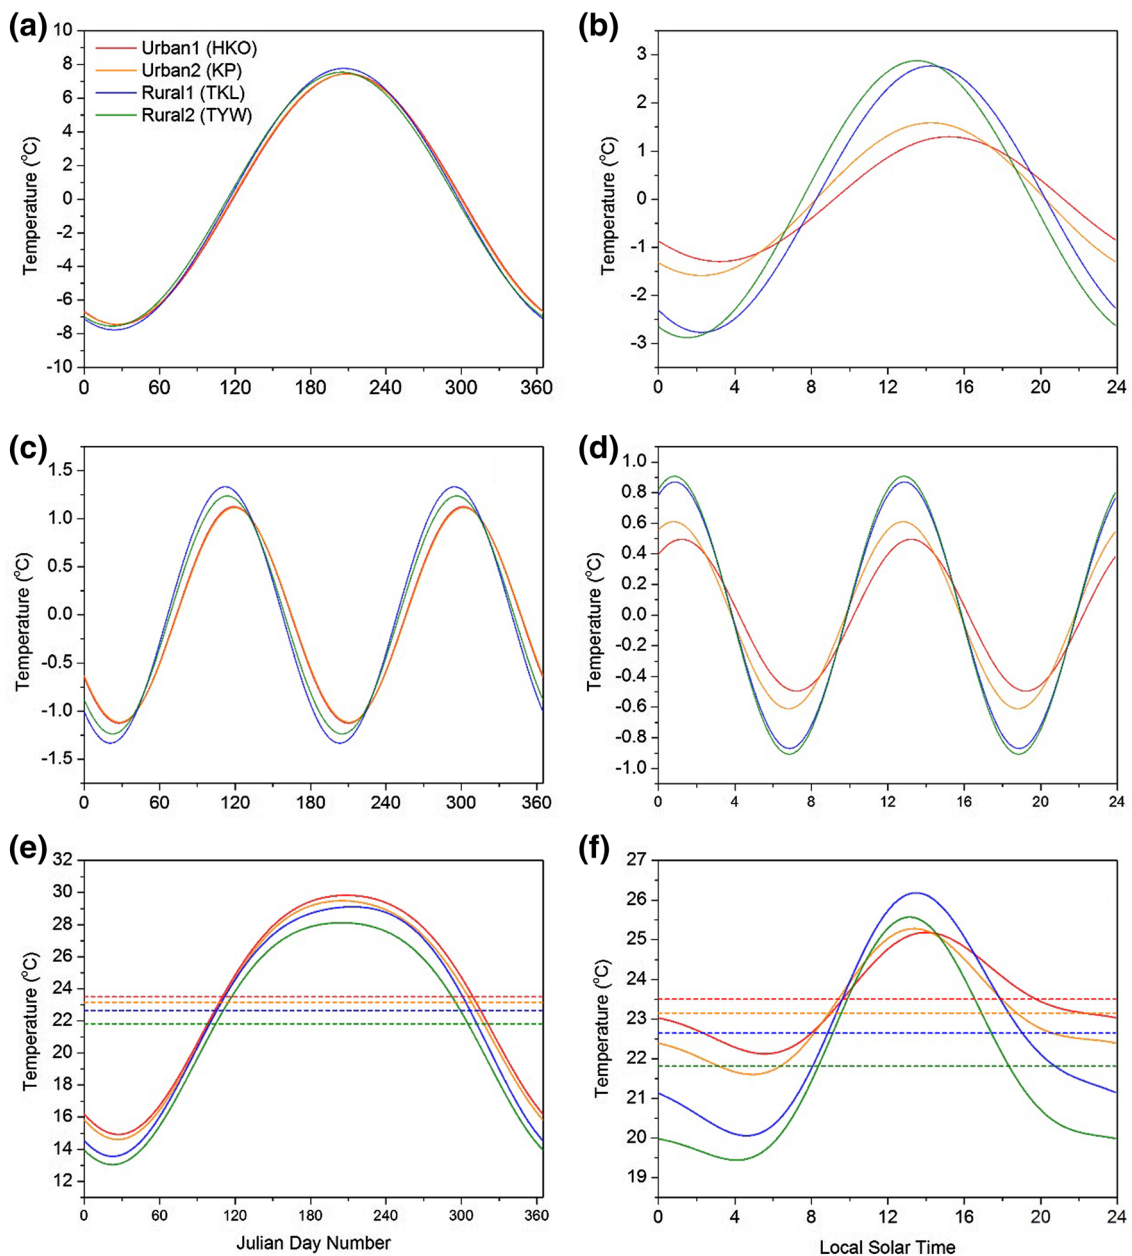 (a)
10
8
6
4
2
0
-2
-4
-6
-8
-10
Temperature (°C)
Urban1 (HKO)
Urban2 (KP)
Rural1 (TKL)
Rural2 (TYW)
0 60 120 180 240 300 360
(b)
3
2
1
0
-1
-2
-3
Temperature (°C)
0 4 8 12 16 20 24
(c)
1.5
1.0
0.5
0.0
-0.5
-1.0
-1.5
Temperature (°C)
0 60 120 180 240 300 360
(d)
1.0
0.8
0.6
0.4
0.2
0.0
-0.2
-0.4
-0.6
-0.8
-1.0
Temperature (°C)
0 4 8 12 16 20 24
(e)
32
30
28
26
24
22
20
18
16
14
12
Temperature (°C)
0 60 120 180 240 300 360
Julian Day Number
(f)
27
26
25
24
23
22
21
20
19
Temperature (°C)
0 4 8 12 16 20 24
Local Solar Time